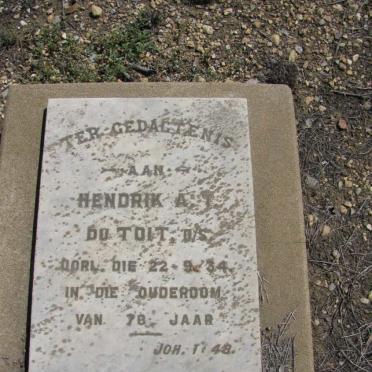 TER GEDAGTENIS
— AAN —
HENDRIK A. T.
DU TOIT, D/S.
OORL. DIE 22-9-34.
IN DIE OUDERDOM
VAN 78 JAAR
JOH. 1: 48.